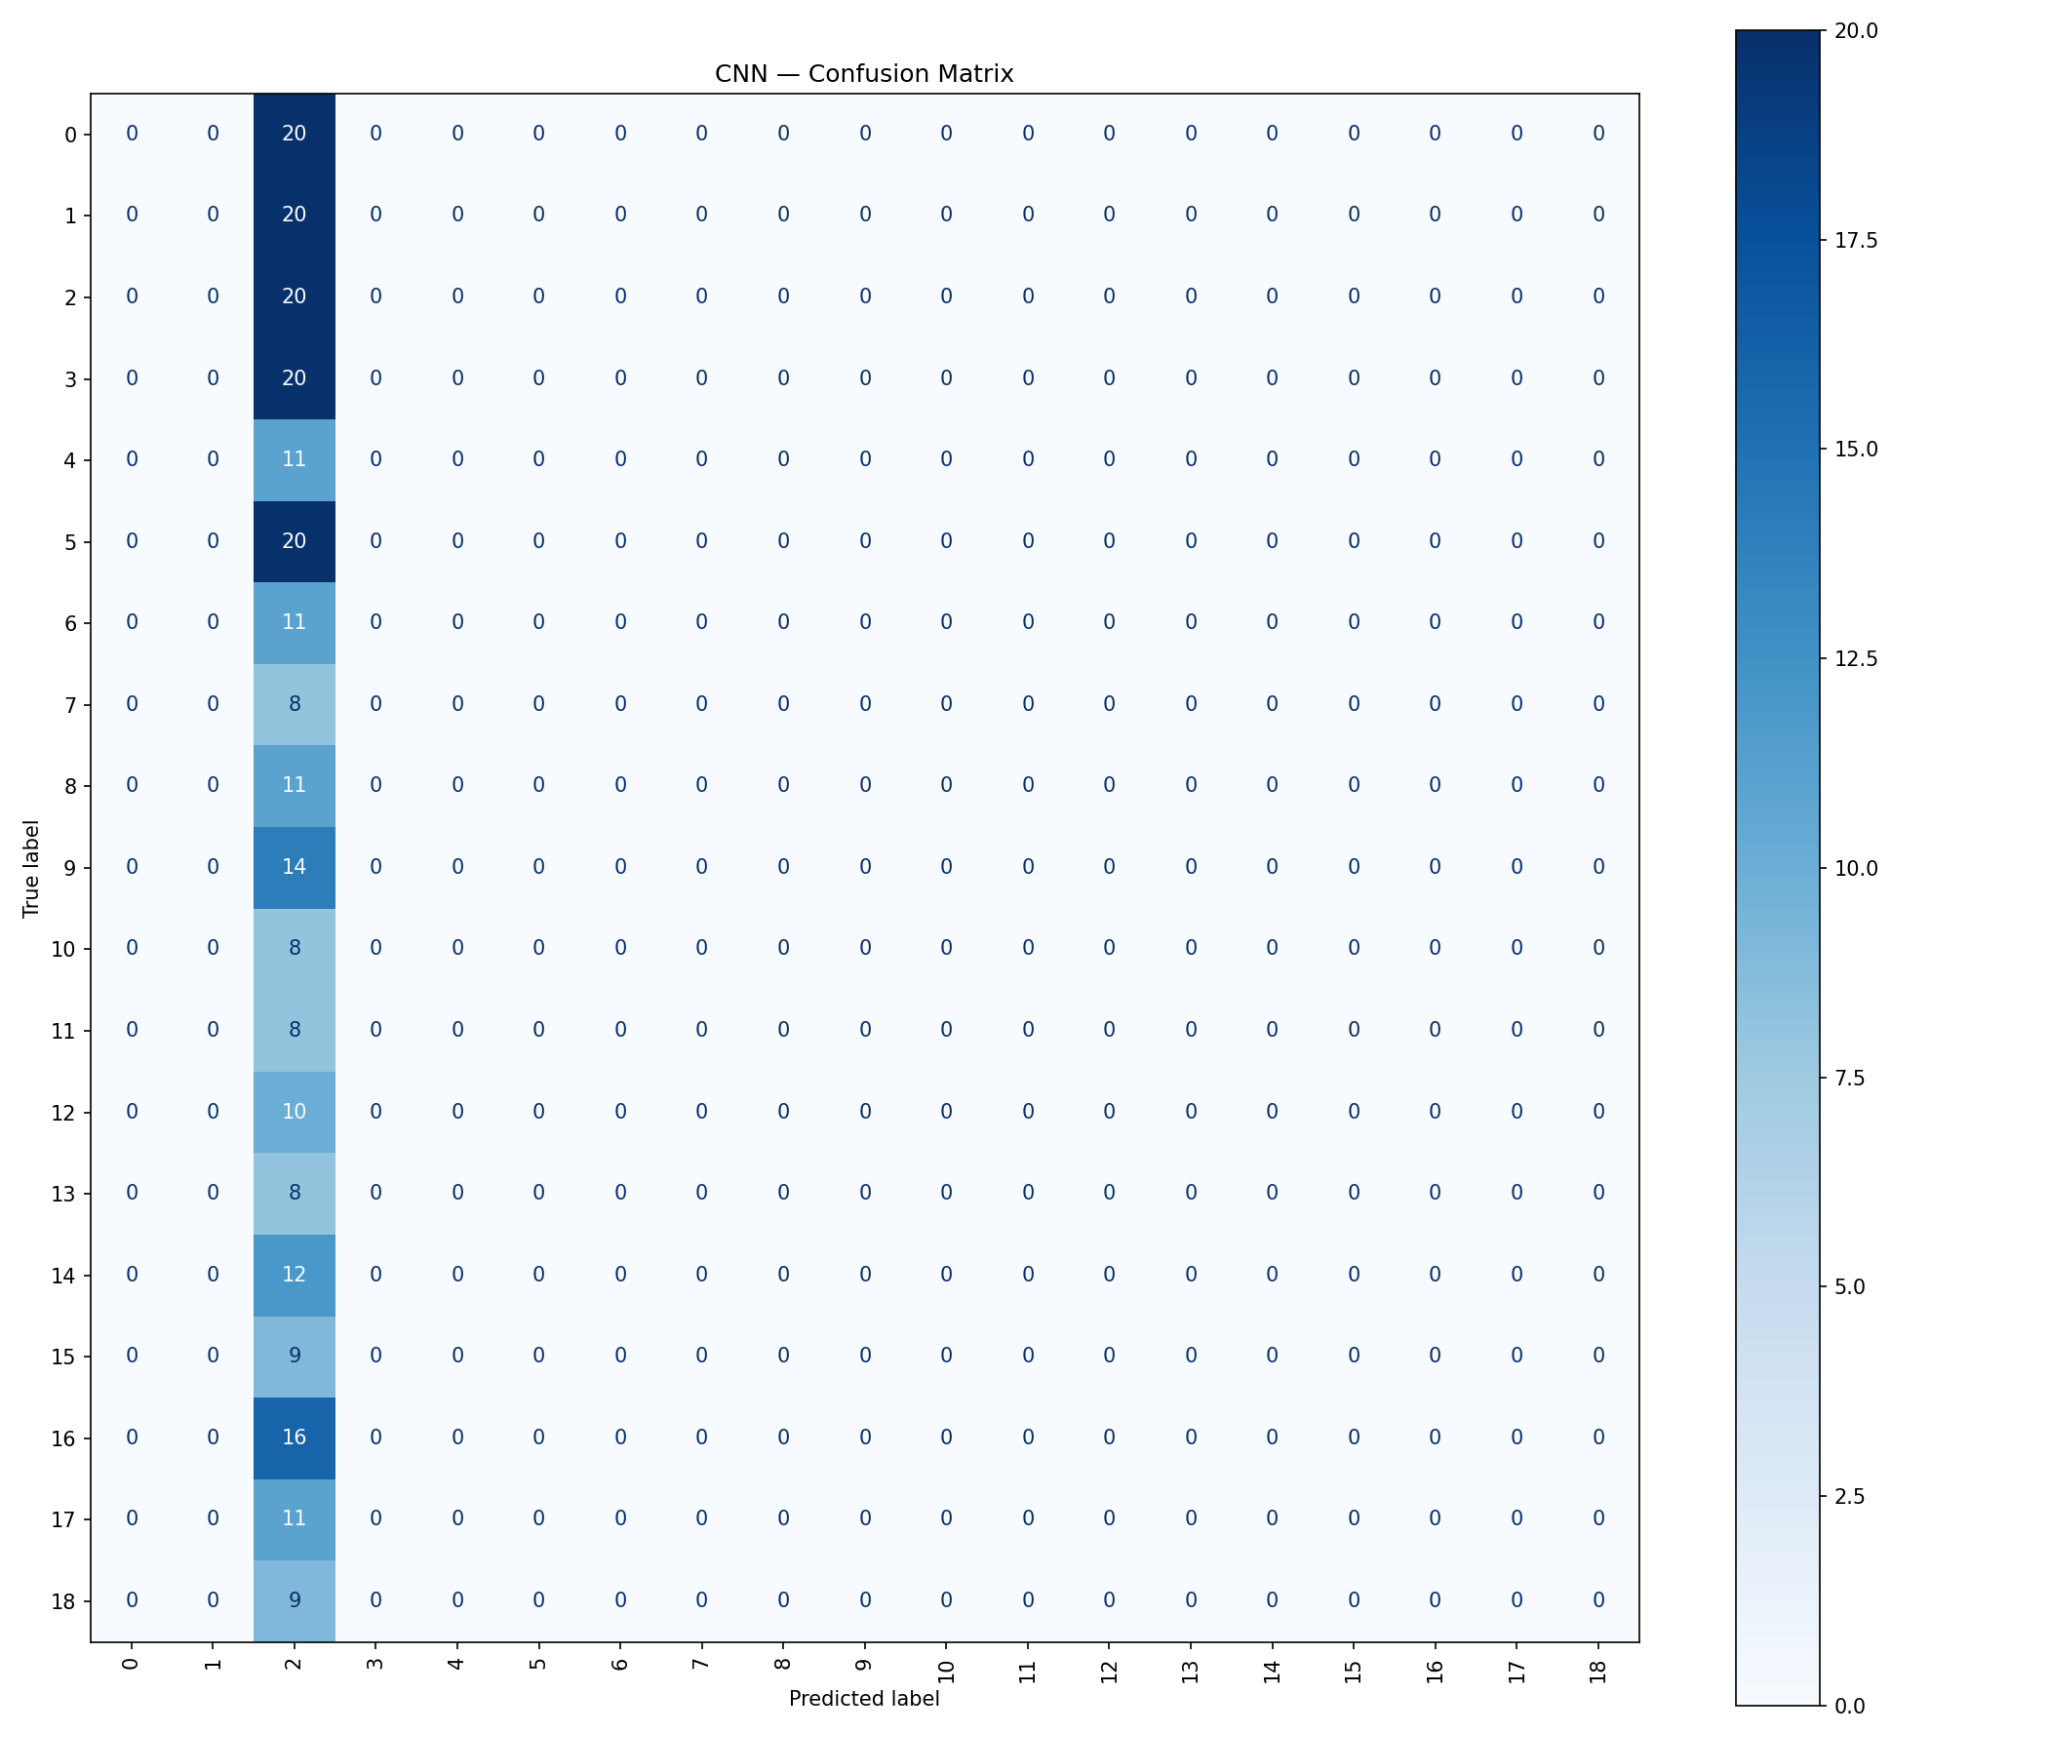 CNN — Confusion Matrix
0 0 0 20 0 0 0 0 0 0 0 0 0 0 0 0 0 0 0 0
1 0 0 20 0 0 0 0 0 0 0 0 0 0 0 0 0 0 0 0
2 0 0 20 0 0 0 0 0 0 0 0 0 0 0 0 0 0 0 0
3 0 0 20 0 0 0 0 0 0 0 0 0 0 0 0 0 0 0 0
4 0 0 11 0 0 0 0 0 0 0 0 0 0 0 0 0 0 0 0
5 0 0 20 0 0 0 0 0 0 0 0 0 0 0 0 0 0 0 0
6 0 0 11 0 0 0 0 0 0 0 0 0 0 0 0 0 0 0 0
7 0 0 8 0 0 0 0 0 0 0 0 0 0 0 0 0 0 0 0
8 0 0 11 0 0 0 0 0 0 0 0 0 0 0 0 0 0 0 0
9 0 0 14 0 0 0 0 0 0 0 0 0 0 0 0 0 0 0 0
10 0 0 8 0 0 0 0 0 0 0 0 0 0 0 0 0 0 0 0
11 0 0 8 0 0 0 0 0 0 0 0 0 0 0 0 0 0 0 0
12 0 0 10 0 0 0 0 0 0 0 0 0 0 0 0 0 0 0 0
13 0 0 8 0 0 0 0 0 0 0 0 0 0 0 0 0 0 0 0
14 0 0 12 0 0 0 0 0 0 0 0 0 0 0 0 0 0 0 0
15 0 0 9 0 0 0 0 0 0 0 0 0 0 0 0 0 0 0 0
16 0 0 16 0 0 0 0 0 0 0 0 0 0 0 0 0 0 0 0
17 0 0 11 0 0 0 0 0 0 0 0 0 0 0 0 0 0 0 0
18 0 0 9 0 0 0 0 0 0 0 0 0 0 0 0 0 0 0 0
0 1 2 3 4 5 6 7 8 9 10 11 12 13 14 15 16 17 18
Predicted label
True label
20.0
17.5
15.0
12.5
10.0
7.5
5.0
2.5
0.0